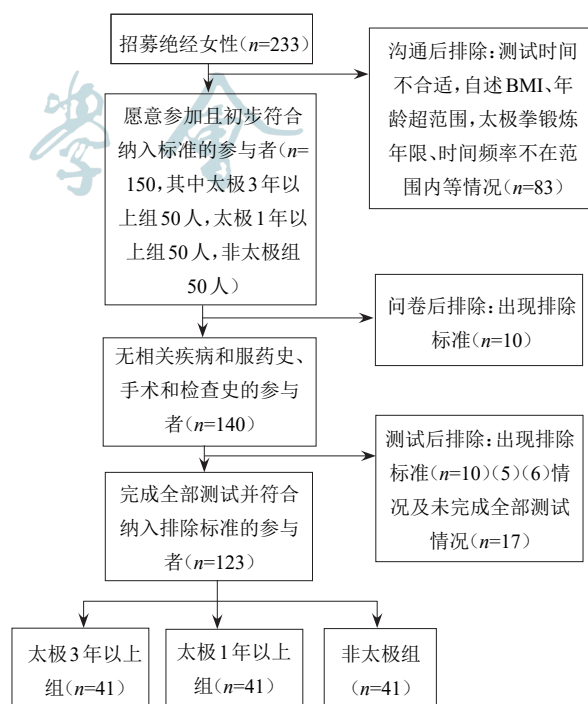 招募绝经女性(n=233)
沟通后排除:测试时间
不合适,自述BMI、年
龄超范围,太极拳锻炼
年限、时间频率不在范
围内等情况(n=83)
愿意参加且初步符合
纳入标准的参与者(n=
150,其中太极3年以
上组50人,太极1年以
上组50人,非太极组
50人)
问卷后排除:出现排除
标准(n=10)
无相关疾病和服药史、
手术和检查史的参与
者(n=140)
测试后排除:出现排除
标准(n=10)(5)(6)情
况及未完成全部测试
情况(n=17)
完成全部测试并符合
纳入排除标准的参与
者(n=123)
太极3年以上
组(n=41)
太极1年以上
组(n=41)
非太极组
(n=41)